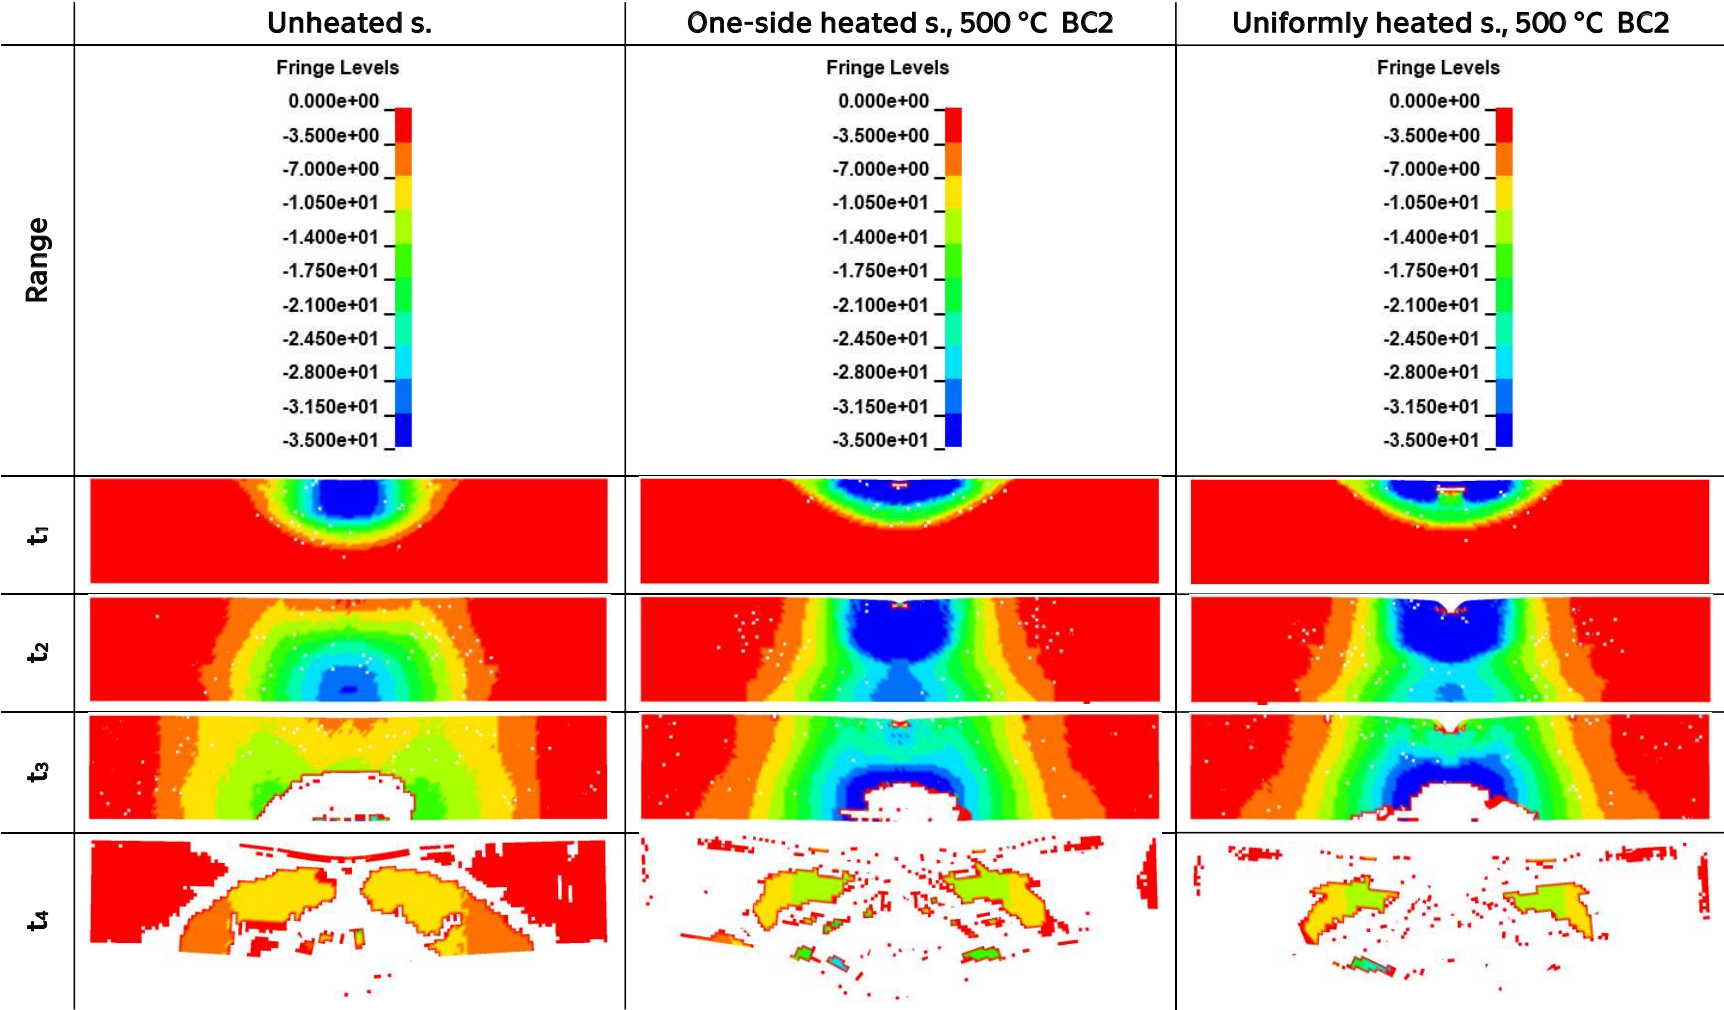 Unheated s.
One-side heated s., 500 °C BC2
Uniformly heated s., 500 °C BC2
Range
Fringe Levels
0.000e+00
-3.500e+00
-7.000e+00
-1.050e+01
-1.400e+01
-1.750e+01
-2.100e+01
-2.450e+01
-2.800e+01
-3.150e+01
-3.500e+01
Fringe Levels
0.000e+00
-3.500e+00
-7.000e+00
-1.050e+01
-1.400e+01
-1.750e+01
-2.100e+01
-2.450e+01
-2.800e+01
-3.150e+01
-3.500e+01
Fringe Levels
0.000e+00
-3.500e+00
-7.000e+00
-1.050e+01
-1.400e+01
-1.750e+01
-2.100e+01
-2.450e+01
-2.800e+01
-3.150e+01
-3.500e+01
t₁
t₂
t₃
t₄